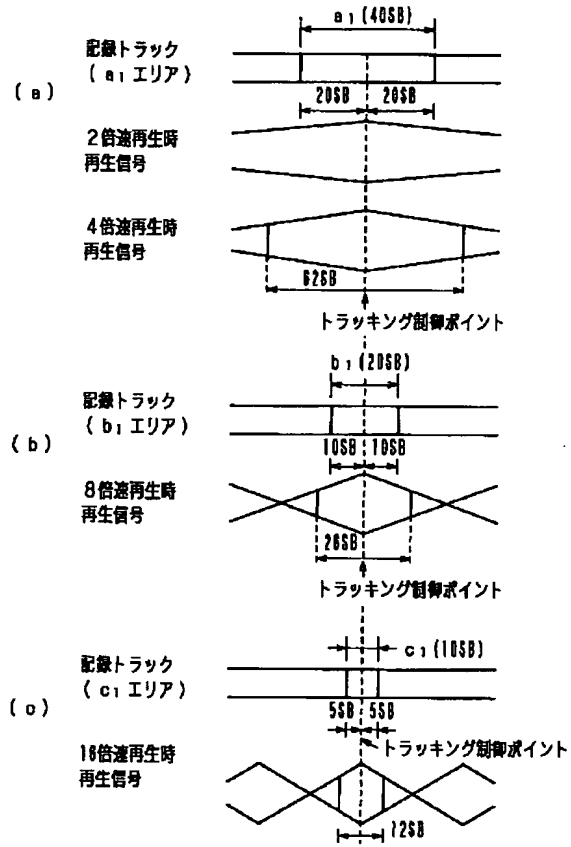 a₁(40SB)
記録トラック
(a₁エリア)
(a)
20SB 20SB
2倍速再生時
再生信号
4倍速再生時
再生信号
62SB
トラッキング制御ポイント
b₁(20SB)
記録トラック
(b₁エリア)
(b)
10SB 10SB
8倍速再生時
再生信号
26SB
トラッキング制御ポイント
c₁(10SB)
記録トラック
(c₁エリア)
(c)
5SB 5SB
トラッキング制御ポイント
16倍速再生時
再生信号
12SB